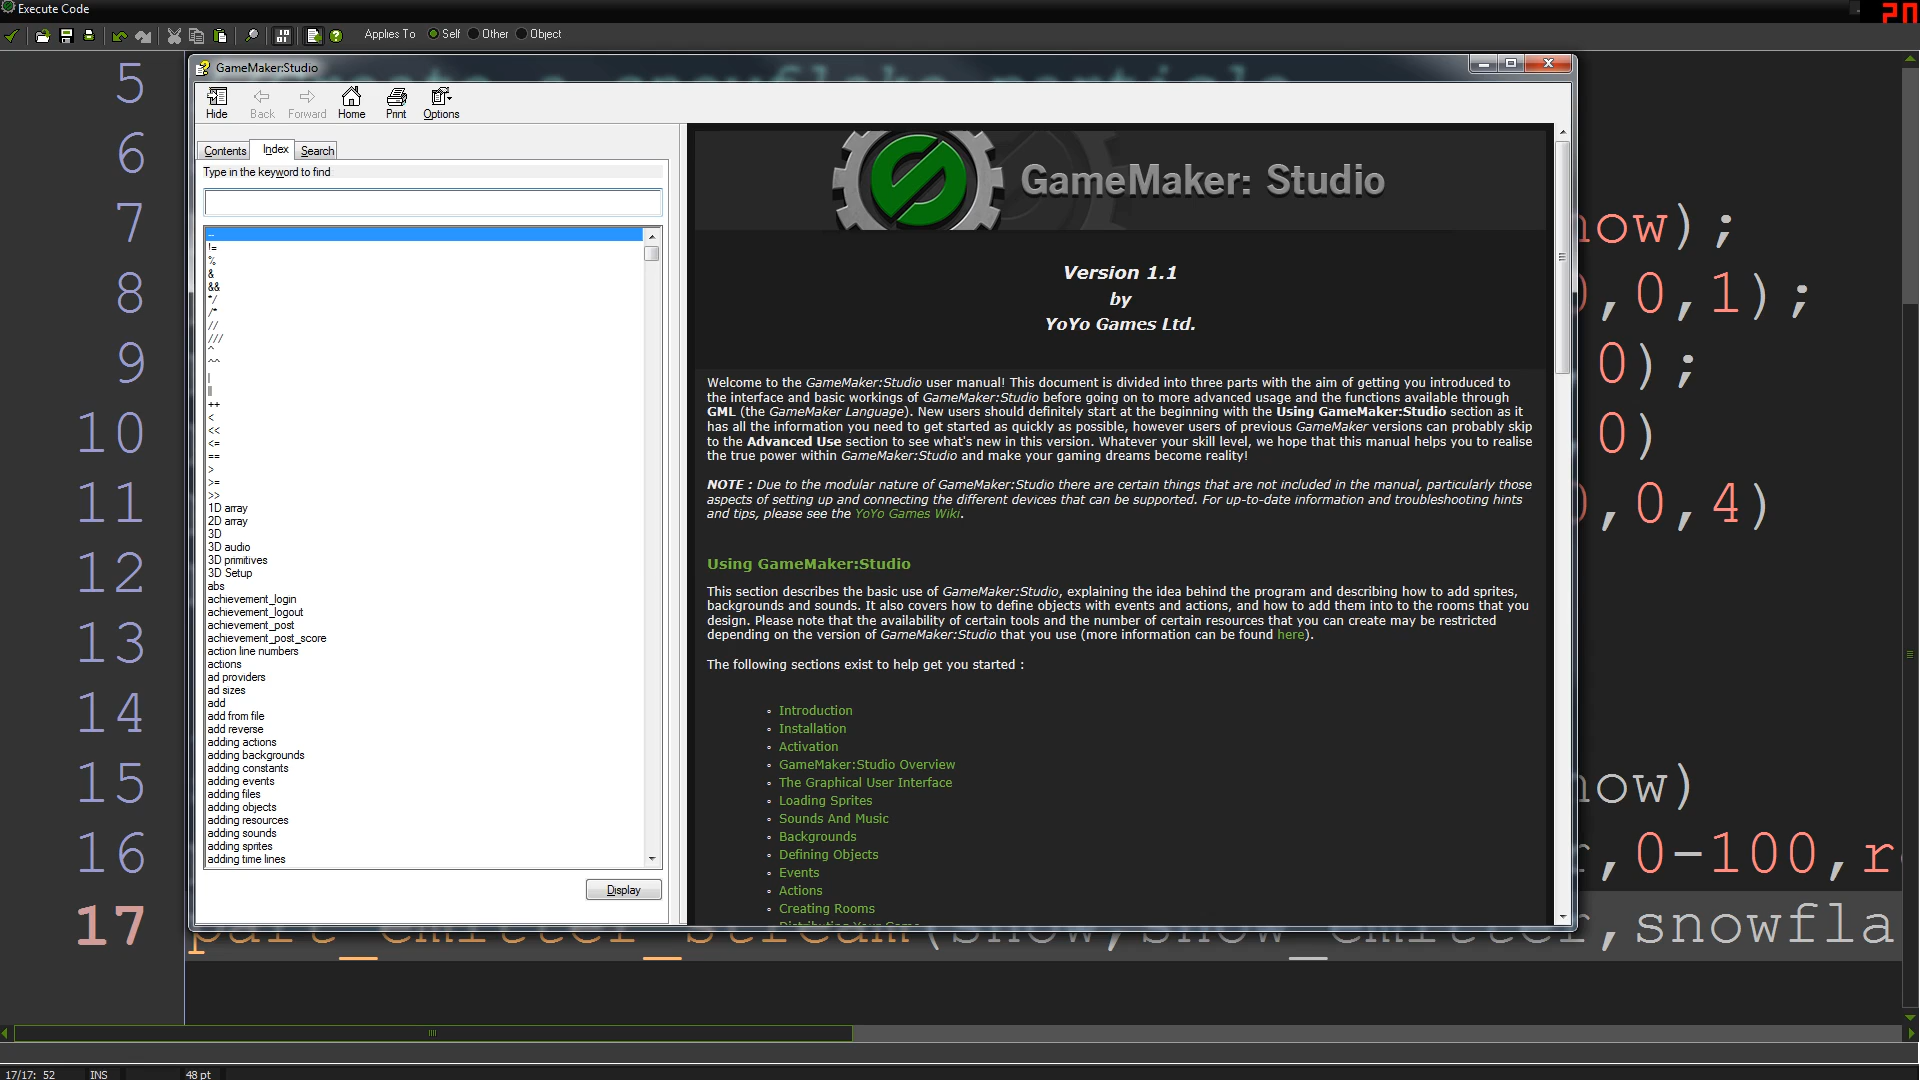 Execute Code
20
Applies To Self Other Object
5
6
7
8
9
10
11
12
13
14
15
16
17
GameMaker:Studio
Hide Back Forward Home Print Options
Contents Index Search
Type in the keyword to find
--
!=
%
&
&&
*/
/*
//
///
^
^^
|
||
++
<
<<
<=
==
>
>=
>>
1D array
2D array
3D
3D audio
3D primitives
3D Setup
abs
achievement_login
achievement_logout
achievement_post
achievement_post_score
action line numbers
actions
ad providers
ad sizes
add
add from file
add reverse
adding actions
adding backgrounds
adding constants
adding events
adding files
adding objects
adding resources
adding sounds
adding sprites
adding time lines
Display
GameMaker: Studio
Version 1.1
by
YoYo Games Ltd.
Welcome to the GameMaker:Studio user manual! This document is divided into three parts with the aim of getting you introduced to
the interface and basic workings of GameMaker:Studio before going on to more advanced usage and the functions available through
GML (the GameMaker Language). New users should definitely start at the beginning with the Using GameMaker:Studio section as it
has all the information you need to get started as quickly as possible, however users of previous GameMaker versions can probably skip
to the Advanced Use section to see what's new in this version. Whatever your skill level, we hope that this manual helps you to realise
the true power within GameMaker:Studio and make your gaming dreams become reality!
NOTE : Due to the modular nature of GameMaker:Studio there are certain things that are not included in the manual, particularly those
aspects of setting up and connecting the different devices that can be supported. For up-to-date information and troubleshooting hints
and tips, please see the YoYo Games Wiki.
Using GameMaker:Studio
This section describes the basic use of GameMaker:Studio, explaining the idea behind the program and describing how to add sprites,
backgrounds and sounds. It also covers how to define objects with events and actions, and how to add them into to the rooms that you
design. Please note that the availability of certain tools and the number of certain resources that you can create may be restricted
depending on the version of GameMaker:Studio that you use (more information can be found here).
The following sections exist to help get you started :
Introduction
Installation
Activation
GameMaker:Studio Overview
The Graphical User Interface
Loading Sprites
Sounds And Music
Backgrounds
Defining Objects
Events
Actions
Creating Rooms
Distributing Your Game
now);
0,0,1);
0);
0)
0,0,4)
now)
r,0-100,r
part_emitter_stream(snow,snow_emitter,snowfla
17/17: 52 INS 48 pt